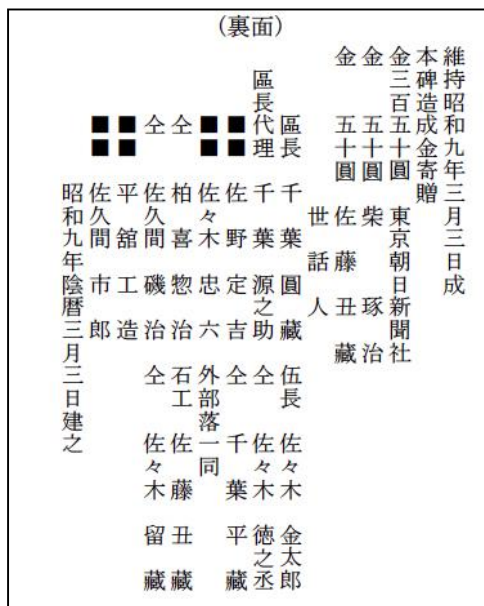 (裏面)
維持昭和九年三月三日成
本碑造成金寄贈
金三百五十圓 東京朝日新聞社
金 五十圓 柴 琢治
金 五十圓 佐藤丑藏
世話人
區長 千葉圓藏 伍長 佐々木 金太郎
區長代理 千葉源之助 仝 佐々木 徳之丞
■■ 佐野定吉 仝 千葉平藏
■■ 佐々木忠六 外部落一同
仝 柏喜惣治 石工 佐藤丑藏
仝 佐久間磯治 仝 佐々木留藏
■■ 平舘工造
■■ 佐久間市郎
昭和九年陰暦三月三日建之